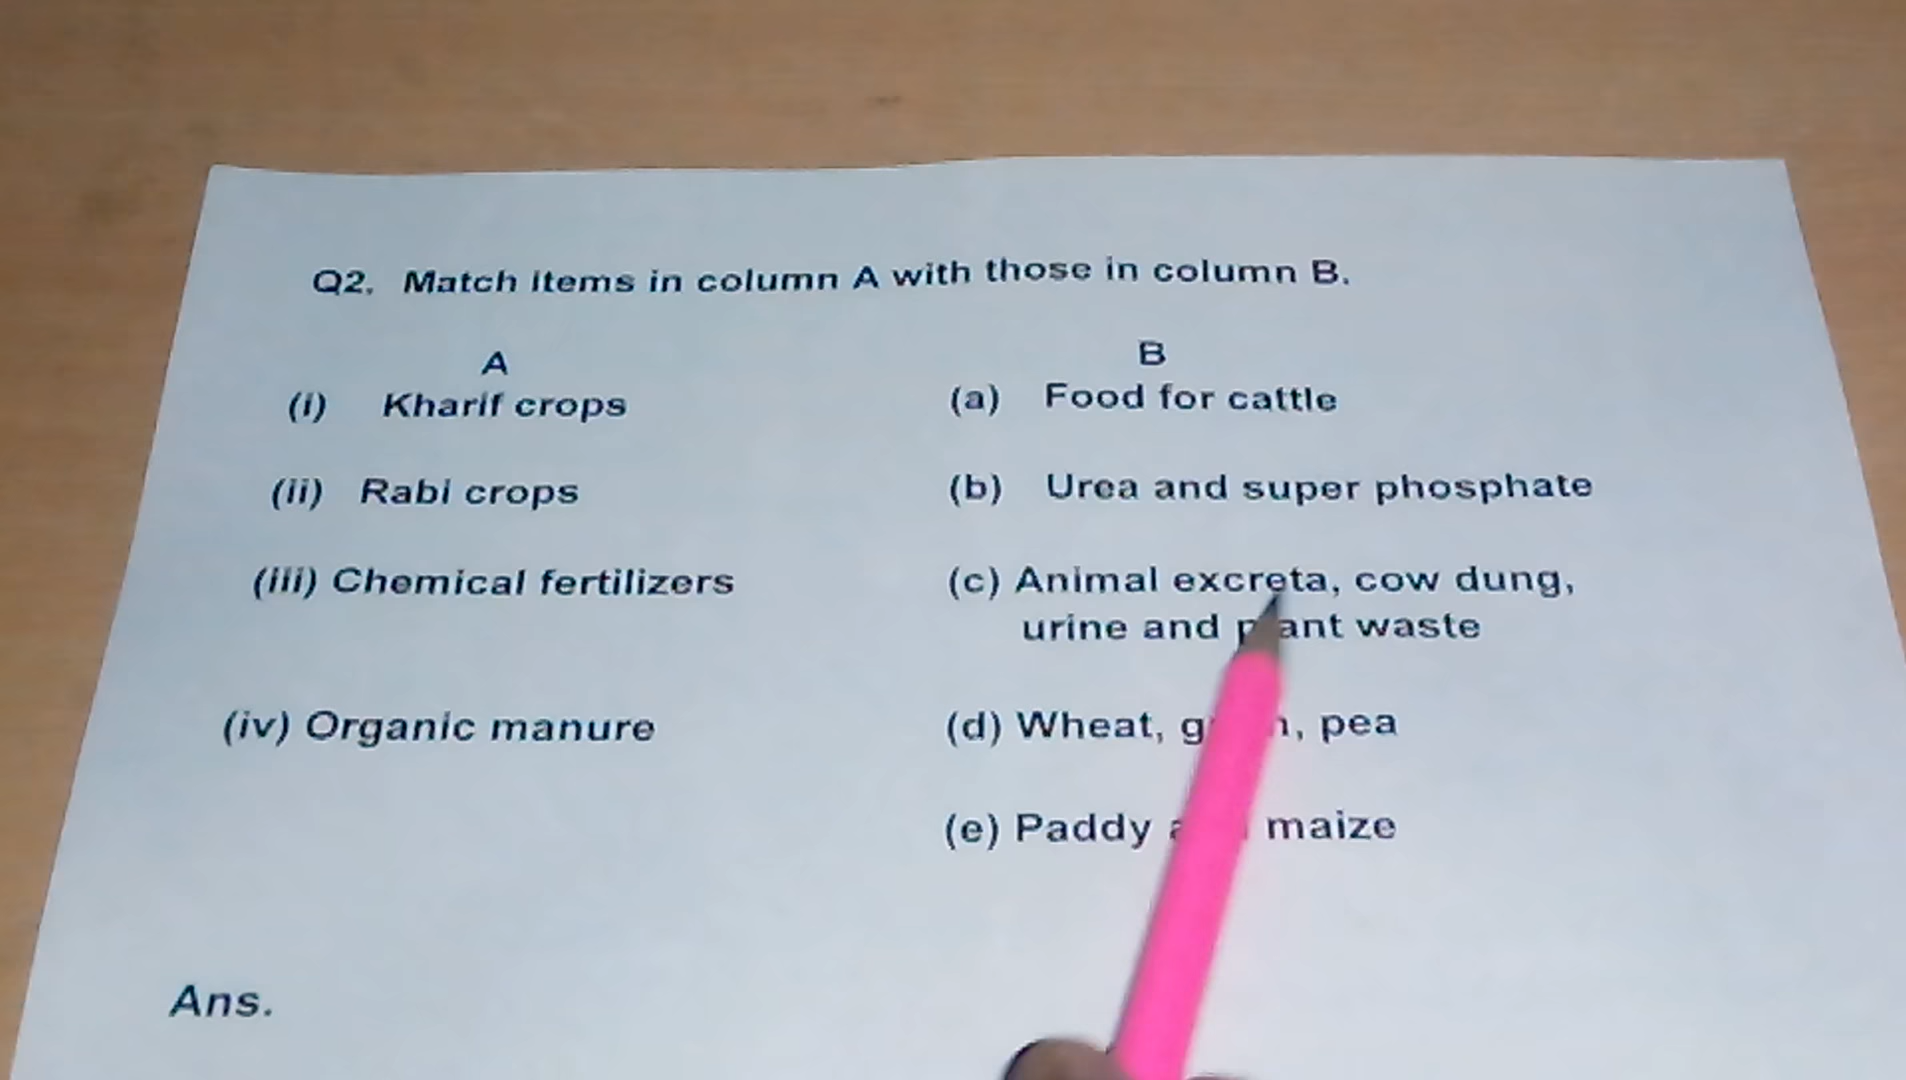 Q2. Match items in column A with those in column B.
A B
(i) Kharif crops (a) Food for cattle
(ii) Rabi crops (b) Urea and super phosphate
(iii) Chemical fertilizers (c) Animal excreta, cow dung,
urine and plant waste
(iv) Organic manure (d) Wheat, pea
(e) Paddy maize
Ans.